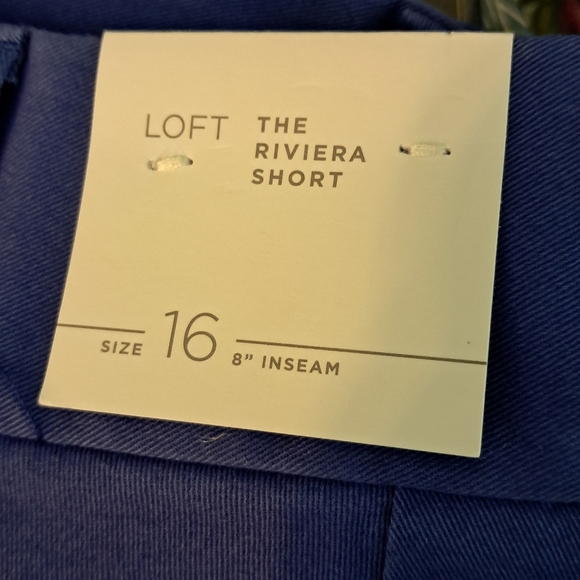 LOFT
THE
RIVIERA
SHORT
SIZE 16 8” INSEAM